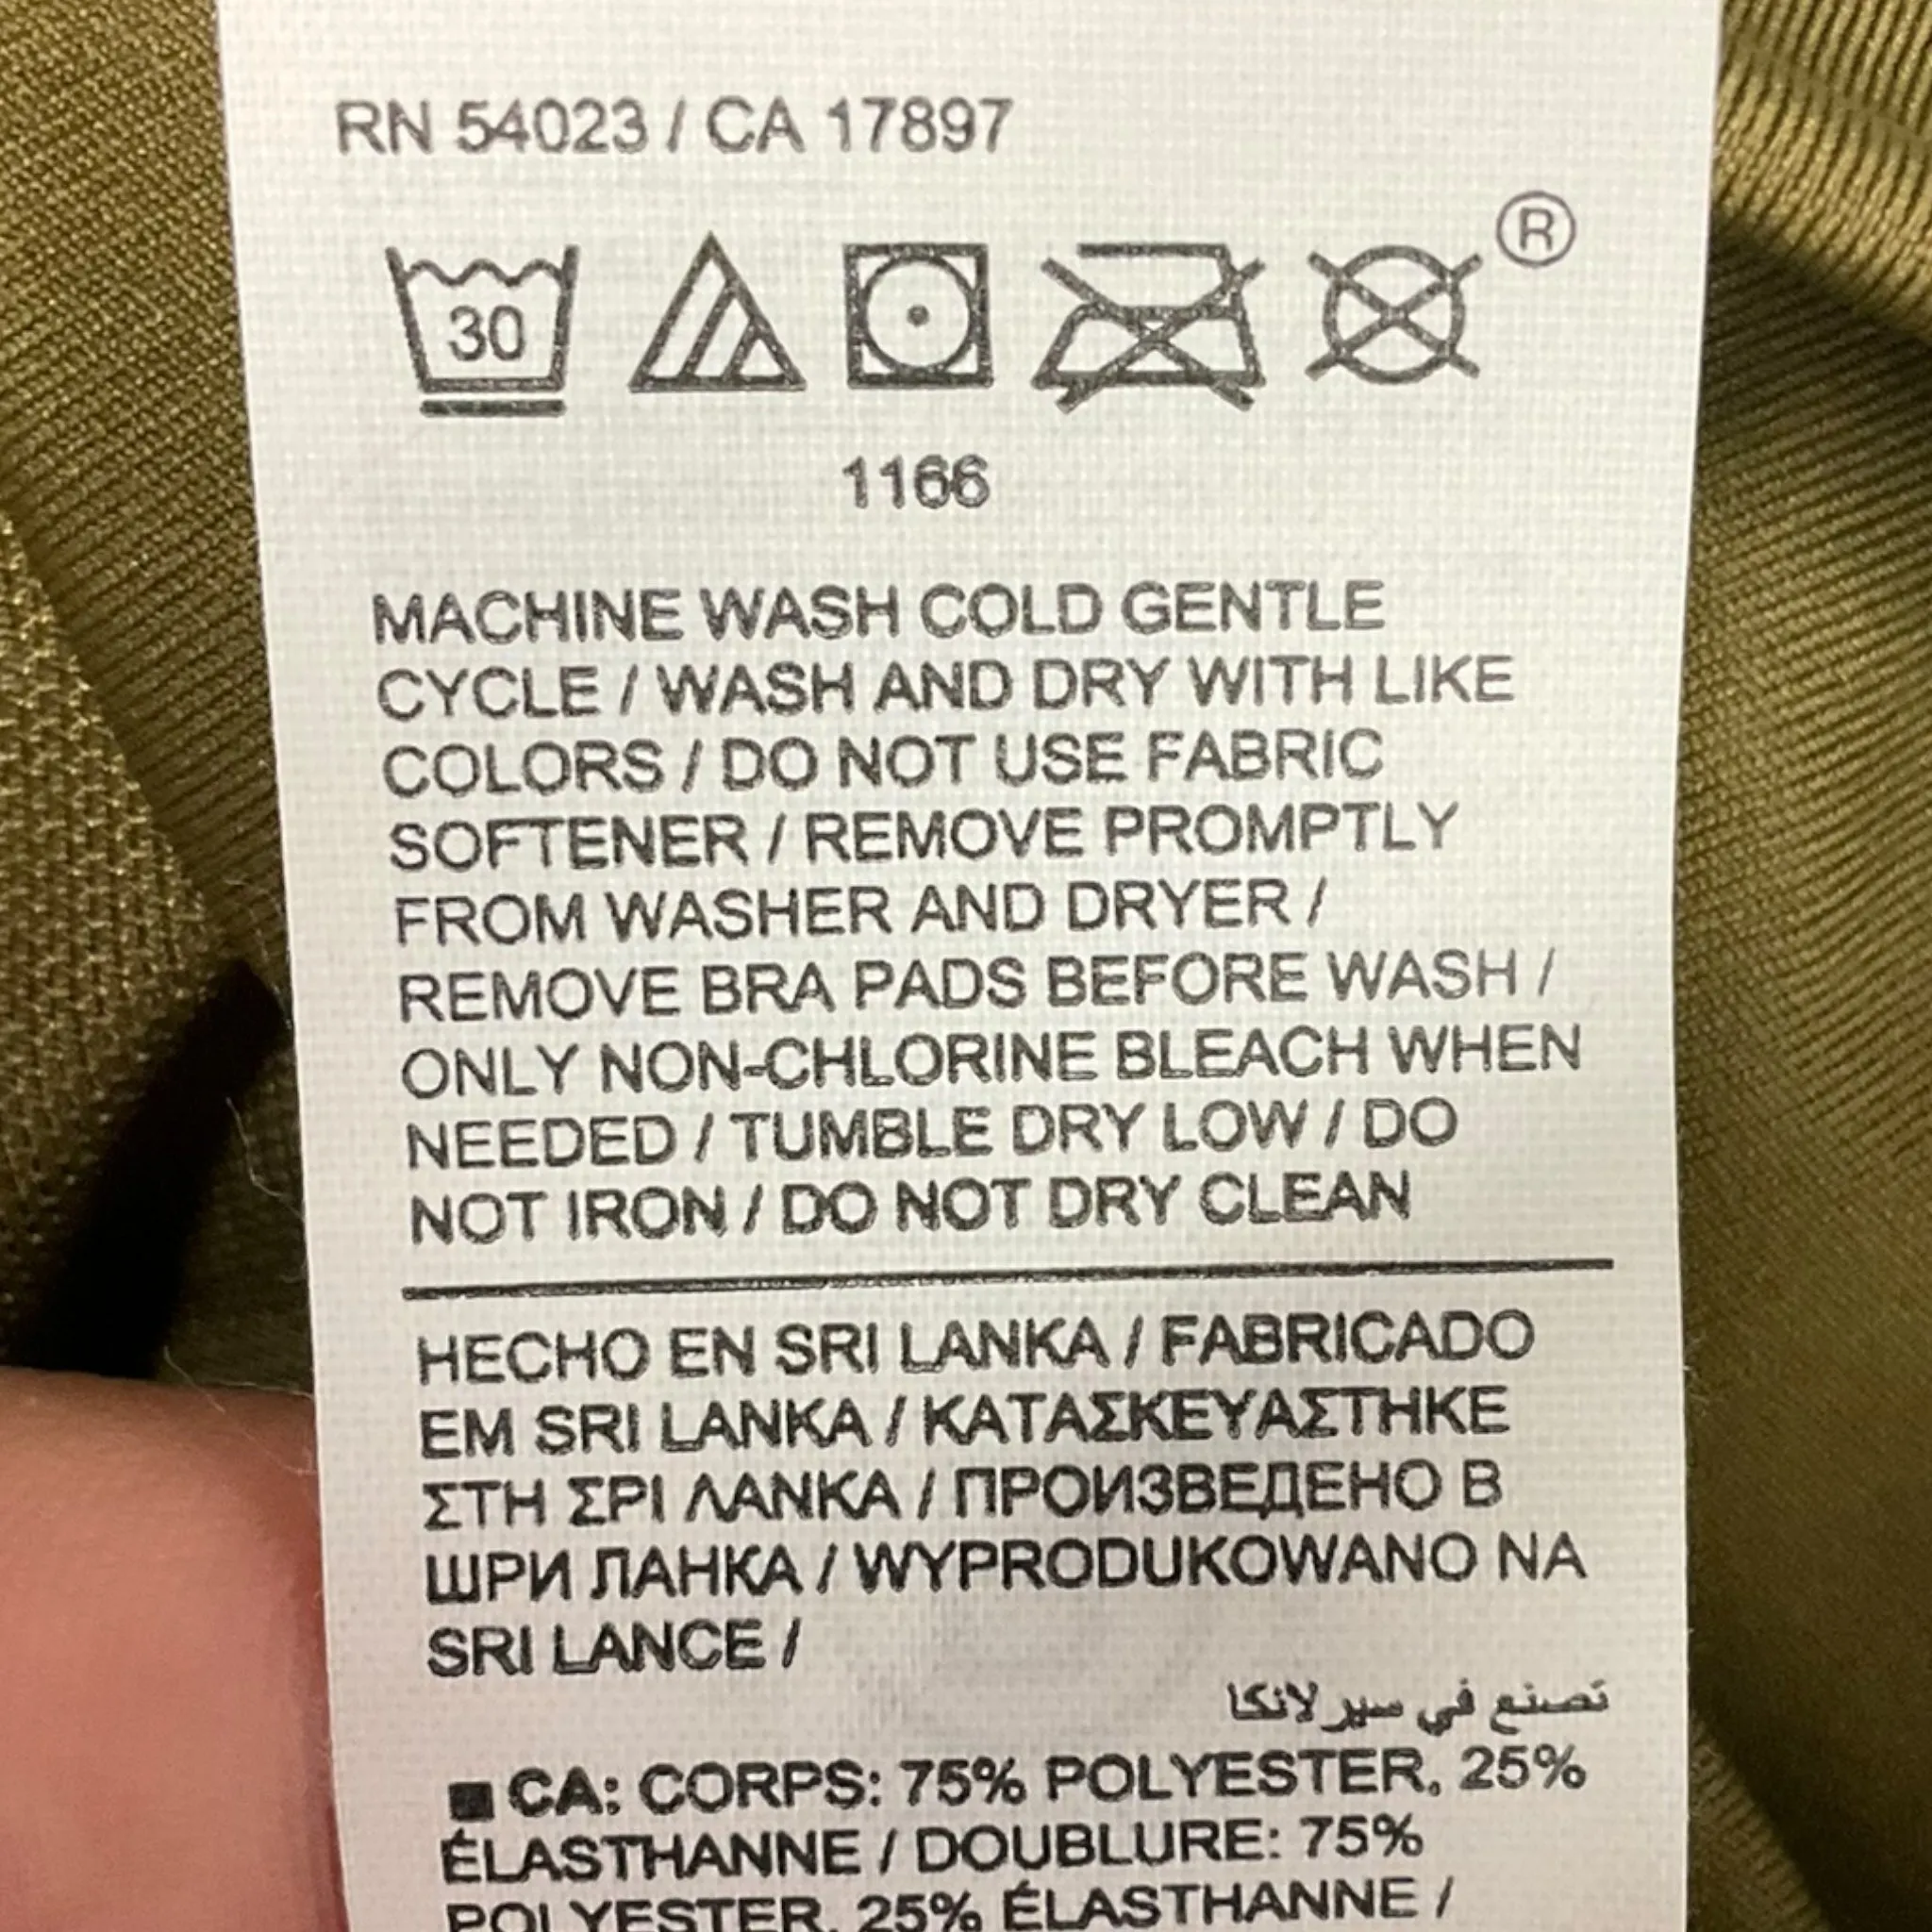 RN 54023 / CA 17897
30
®
1166
MACHINE WASH COLD GENTLE
CYCLE / WASH AND DRY WITH LIKE
COLORS / DO NOT USE FABRIC
SOFTENER / REMOVE PROMPTLY
FROM WASHER AND DRYER /
REMOVE BRA PADS BEFORE WASH /
ONLY NON-CHLORINE BLEACH WHEN
NEEDED / TUMBLE DRY LOW / DO
NOT IRON / DO NOT DRY CLEAN
HECHO EN SRI LANKA / FABRICADO
EM SRI LANKA / ΚΑΤΑΣΚΕΥΑΣΤΗΚΕ
ΣΤΗ ΣΡΙ ΛΑΝΚΑ / ПРОИЗВЕДЕНО В
ШРИ ЛАНКА / WYPRODUKOWANO NA
SRI LANCE /
تصنع في سيرلانكا
■ CA: CORPS: 75% POLYESTER, 25%
ÉLASTHANNE / DOUBLURE: 75%
POLYESTER, 25% ÉLASTHANNE /